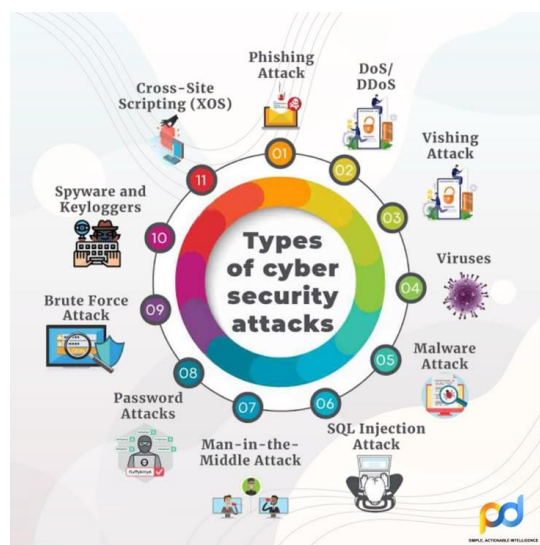 Phishing
Attack
01
DoS/
DDoS
02
Vishing
Attack
03
Viruses
04
Malware
Attack
05
SQL Injection
Attack
06
Man-in-the-
Middle Attack
07
Password
Attacks
08
Brute Force
Attack
09
Spyware and
Keyloggers
10
Cross-Site
Scripting (XOS)
11
Types
of cyber
security
attacks
pd
SIMPLE, ACTIONABLE INTELLIGENCE